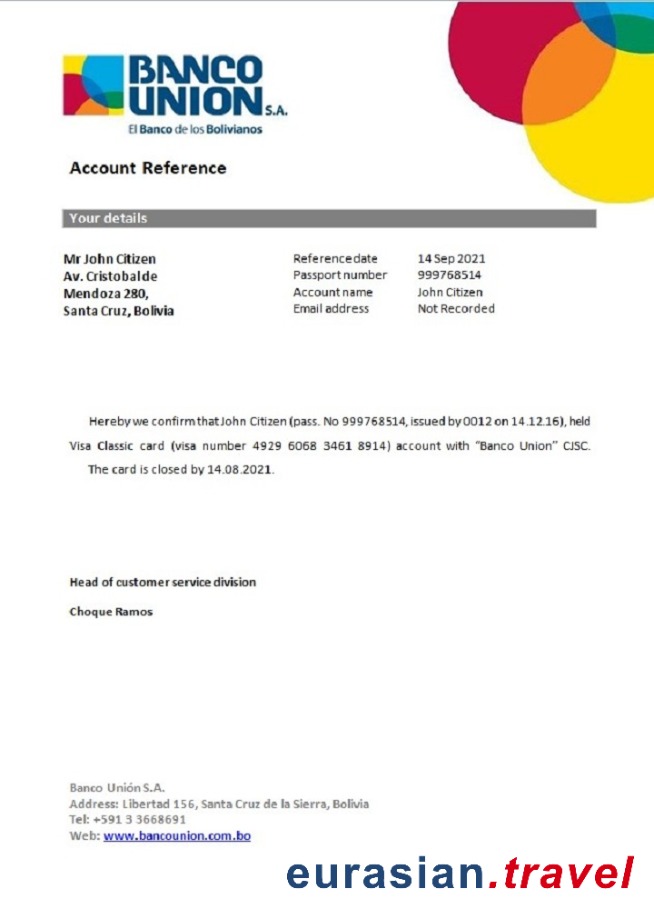 BANCO
UNION S.A.
El Banco de los Bolivianos
Account Reference
Your details
Mr John Citizen
Av. Cristobal de
Mendoza 280,
Santa Cruz, Bolivia
Reference date 14 Sep 2021
Passport number 999768514
Account name John Citizen
Email address Not Recorded
Hereby we confirm that John Citizen (pass. No 999768514, issued by 0012 on 14.12.16), held
Visa Classic card (visa number 4929 6068 3461 8914) account with “Banco Union” CJSC.
The card is closed by 14.08.2021.
Head of customer service division
Choque Ramos
Banco Unión S.A.
Address: Libertad 156, Santa Cruz de la Sierra, Bolivia
Tel: +591 3 3668691
Web: www.bancounion.com.bo
eurasian.travel